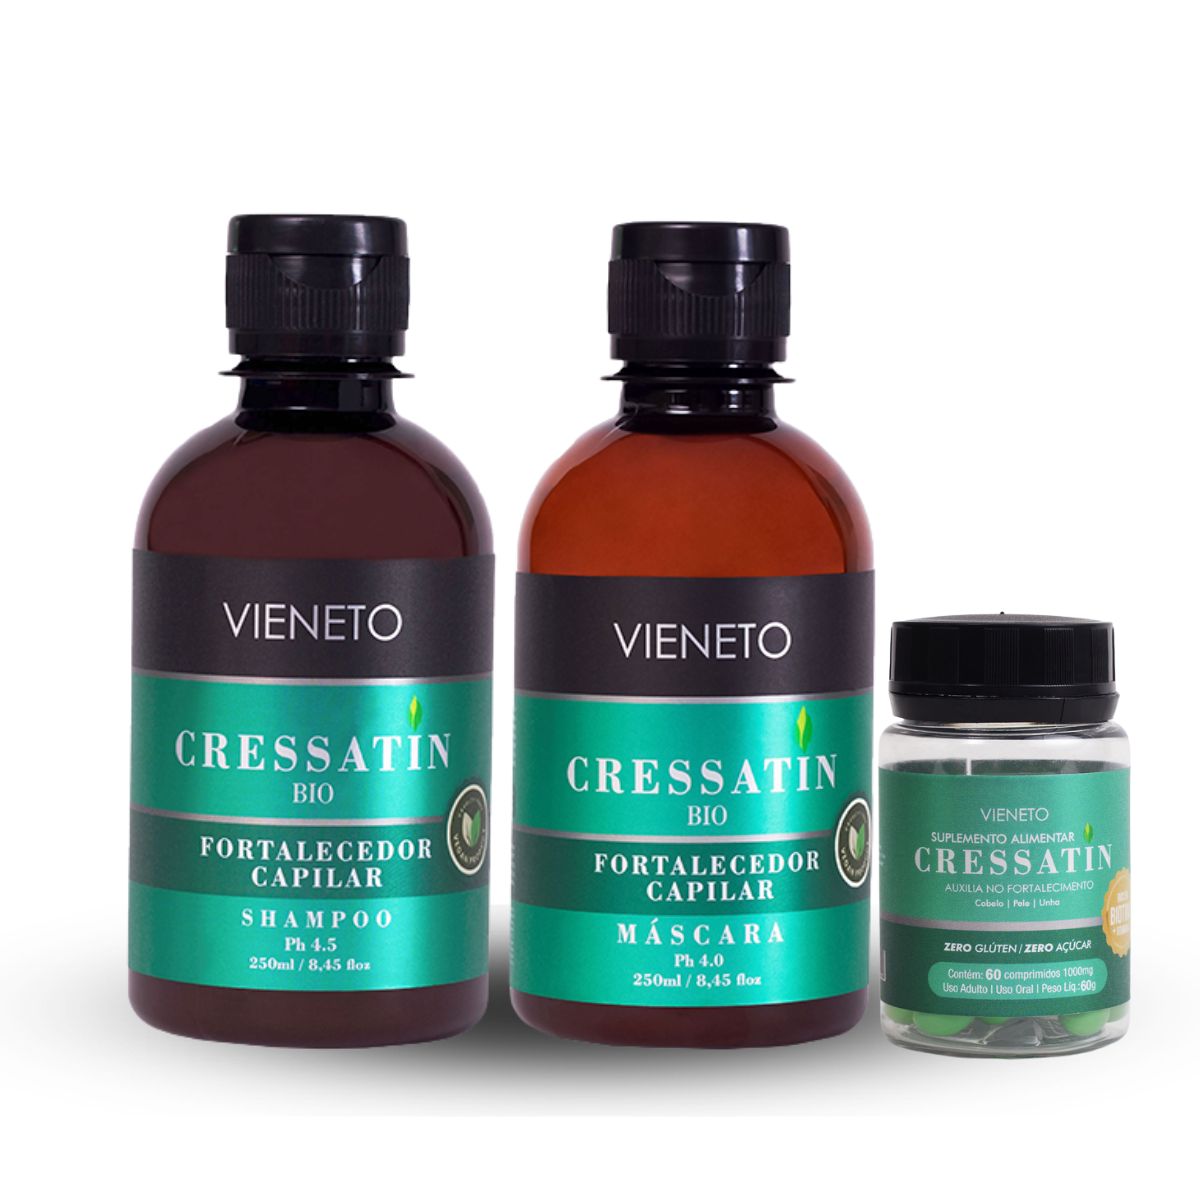 VIENETO
CRESSATIN
BIO
FORTALECEDOR
CAPILAR
SHAMPOO
Ph 4.5
250ml / 8,45 floz
VIENETO
CRESSATIN
BIO
FORTALECEDOR
CAPILAR
MÁSCARA
Ph 4.0
250ml / 8,45 floz
VIENETO
SUPLEMENTO ALIMENTAR
CRESSATIN
AUXILIA NO FORTALECIMENTO
Cabelo | Pele | Unha
ZERO GLÚTEN / ZERO AÇÚCAR
Contém: 60 comprimidos 1000mg
Uso Adulto | Uso Oral | Peso Líq.:60g